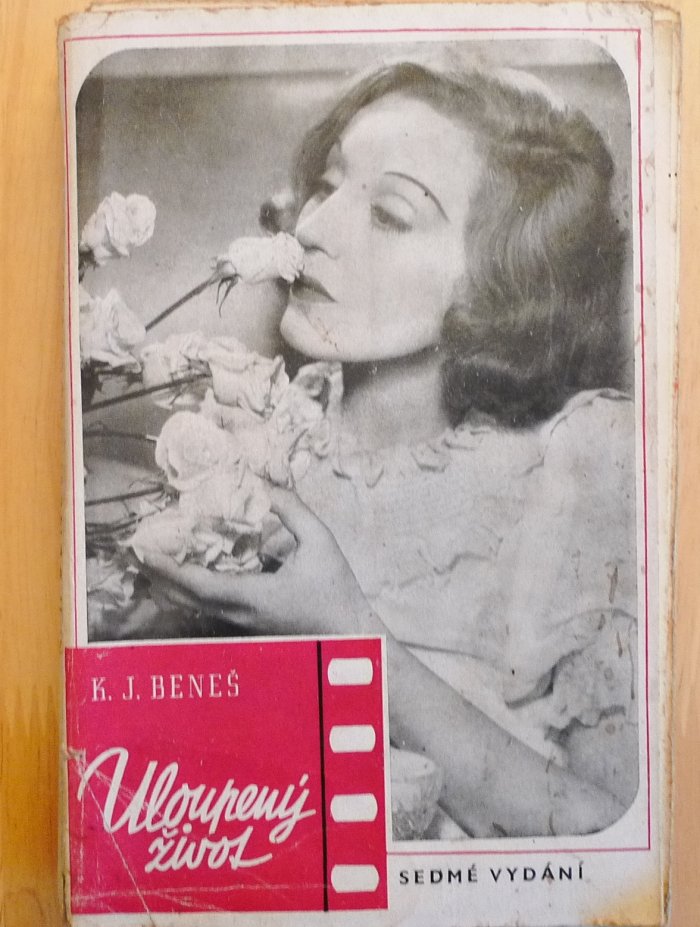 K. J. BENEŠ
Uloupený
život
SEDMÉ VYDÁNÍ